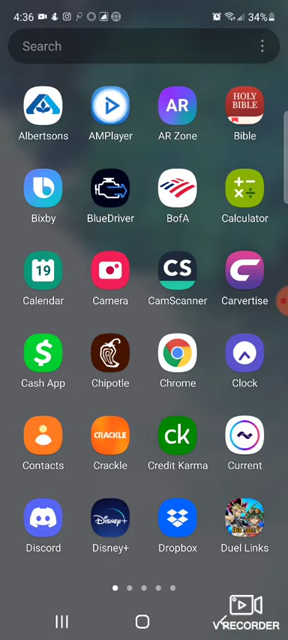 4:36
34%
Search
AR
HOLY BIBLE
Albertsons AMPlayer AR Zone Bible
Bixby BlueDriver BofA Calculator
19
CS
Calendar Camera CamScanner Carvertise
Cash App Chipotle Chrome Clock
CRACKLE
ck
Contacts Crackle Credit Karma Current
Disney+
Discord Disney+ Dropbox Duel Links
V RECORDER